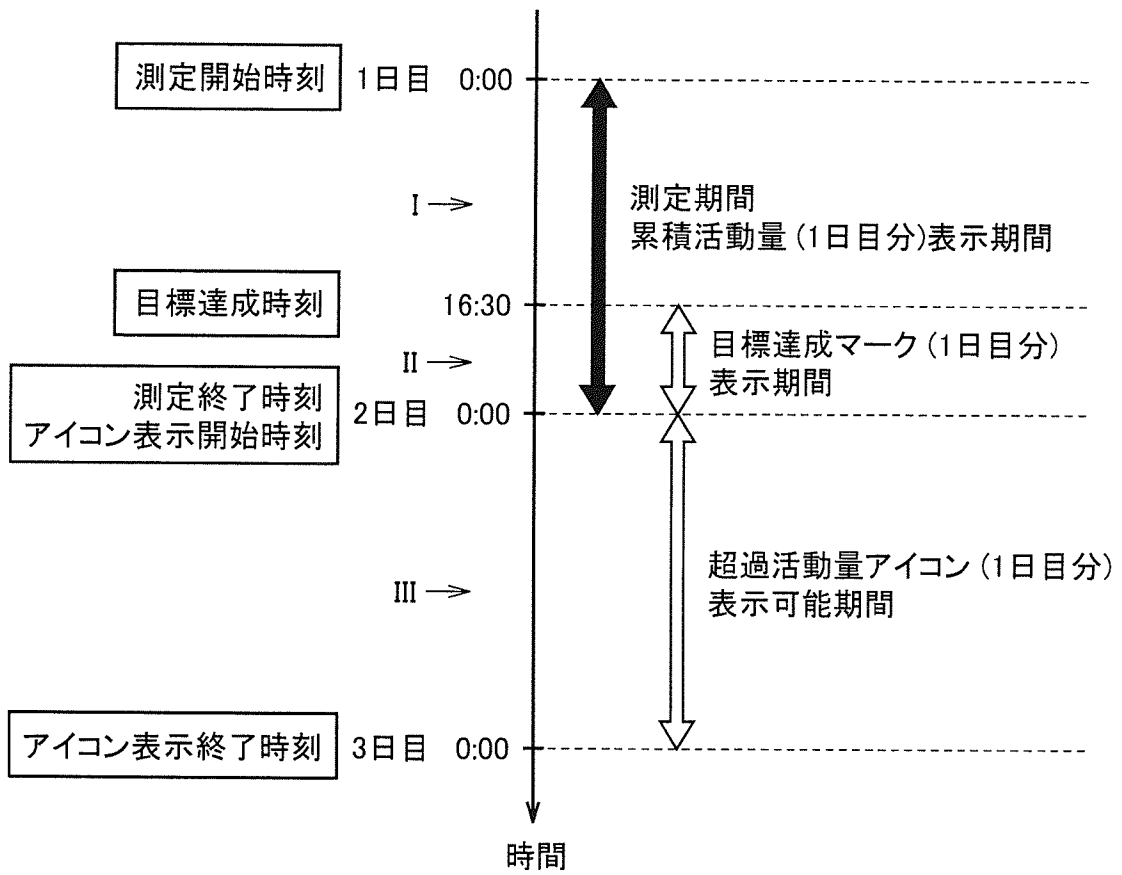 測定開始時刻 1日目 0:00
I
測定期間
累積活動量(1日目分)表示期間
目標達成時刻 16:30
目標達成マーク(1日目分)
表示期間
II
測定終了時刻
アイコン表示開始時刻
2日目 0:00
超過活動量アイコン(1日目分)
表示可能期間
III
アイコン表示終了時刻 3日目 0:00
時間